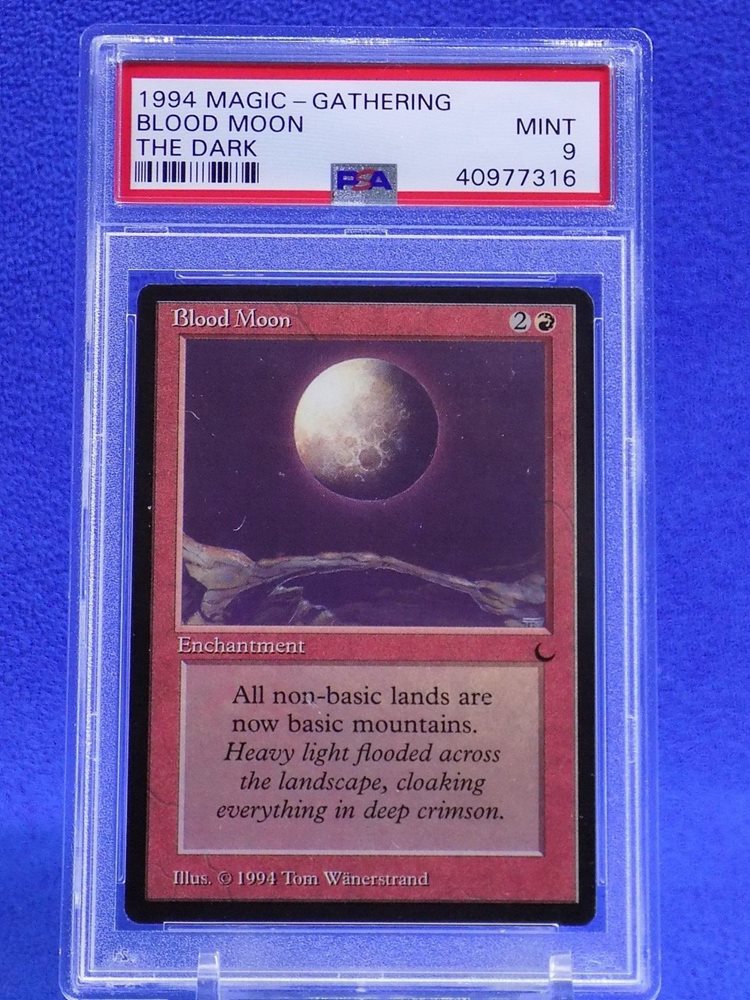 1994 MAGIC - GATHERING
BLOOD MOON MINT
THE DARK 9
PSA 40977316
Blood Moon 2
Enchantment
All non-basic lands are
now basic mountains.
Heavy light flooded across
the landscape, cloaking
everything in deep crimson.
Illus. © 1994 Tom Wänerstrand